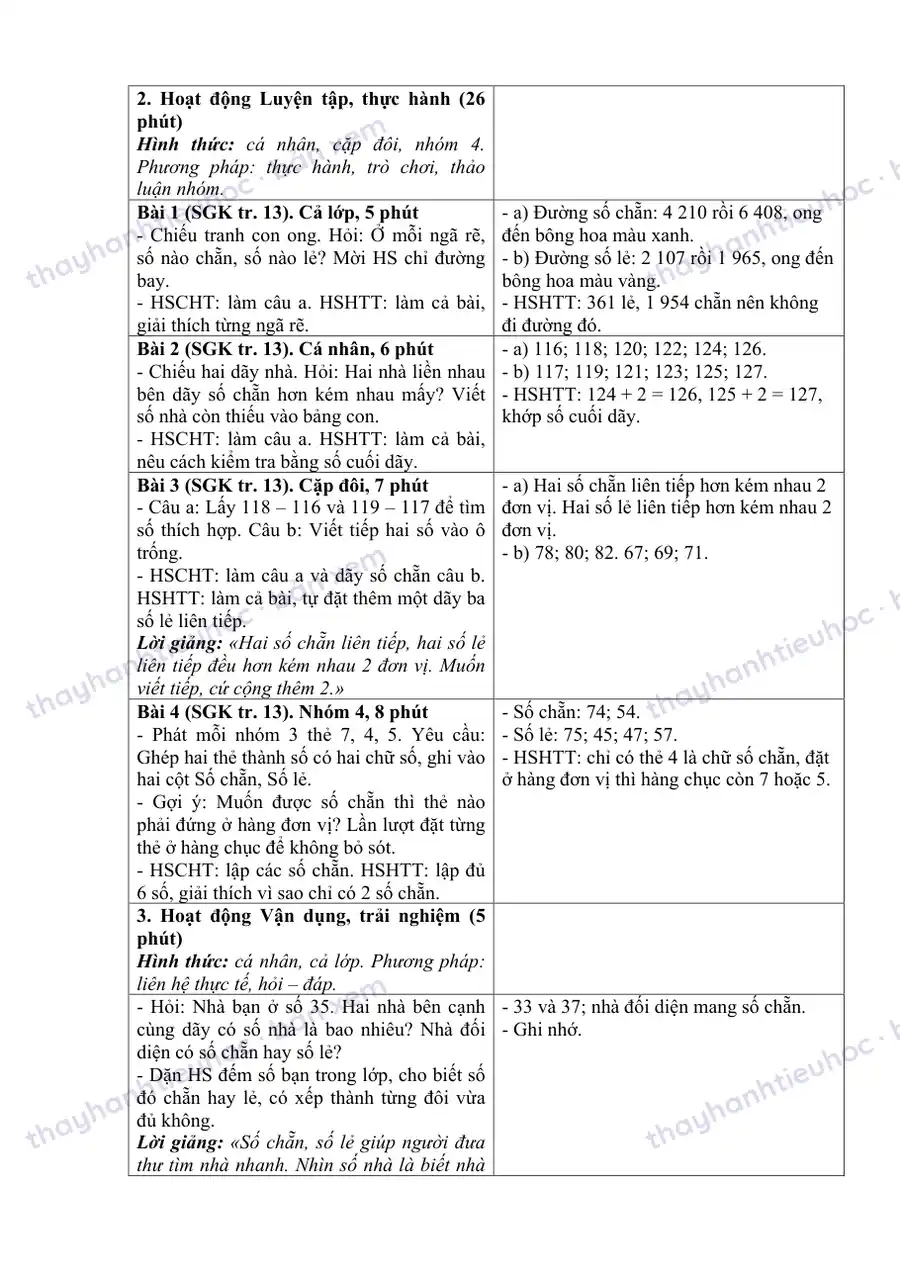 2. Hoạt động Luyện tập, thực hành (26
phút)
Hình thức: cá nhân, cặp đôi, nhóm 4.
Phương pháp: thực hành, trò chơi, thảo
luận nhóm.
Bài 1 (SGK tr. 13). Cả lớp, 5 phút
- Chiếu tranh con ong. Hỏi: Ở mỗi ngã rẽ,
số nào chẵn, số nào lẻ? Mời HS chỉ đường
bay.
- HSCHT: làm câu a. HSHTT: làm cả bài,
giải thích từng ngã rẽ.
- a) Đường số chẵn: 4 210 rồi 6 408, ong
đến bông hoa màu xanh.
- b) Đường số lẻ: 2 107 rồi 1 965, ong đến
bông hoa màu vàng.
- HSHTT: 361 lẻ, 1 954 chẵn nên không
đi đường đó.
Bài 2 (SGK tr. 13). Cá nhân, 6 phút
- Chiếu hai dãy nhà. Hỏi: Hai nhà liền nhau
bên dãy số chẵn hơn kém nhau mấy? Viết
số nhà còn thiếu vào bảng con.
- HSCHT: làm câu a. HSHTT: làm cả bài,
nêu cách kiểm tra bằng số cuối dãy.
- a) 116; 118; 120; 122; 124; 126.
- b) 117; 119; 121; 123; 125; 127.
- HSHTT: 124 + 2 = 126, 125 + 2 = 127,
khớp số cuối dãy.
Bài 3 (SGK tr. 13). Cặp đôi, 7 phút
- Câu a: Lấy 118 – 116 và 119 – 117 để tìm
số thích hợp. Câu b: Viết tiếp hai số vào ô
trống.
- HSCHT: làm câu a và dãy số chẵn câu b.
HSHTT: làm cả bài, tự đặt thêm một dãy ba
số lẻ liên tiếp.
Lời giảng: «Hai số chẵn liên tiếp, hai số lẻ
liên tiếp đều hơn kém nhau 2 đơn vị. Muốn
viết tiếp, cứ cộng thêm 2.»
- a) Hai số chẵn liên tiếp hơn kém nhau 2
đơn vị. Hai số lẻ liên tiếp hơn kém nhau 2
đơn vị.
- b) 78; 80; 82. 67; 69; 71.
Bài 4 (SGK tr. 13). Nhóm 4, 8 phút
- Phát mỗi nhóm 3 thẻ 7, 4, 5. Yêu cầu:
Ghép hai thẻ thành số có hai chữ số, ghi vào
hai cột Số chẵn, Số lẻ.
- Gợi ý: Muốn được số chẵn thì thẻ nào
phải đứng ở hàng đơn vị? Lần lượt đặt từng
thẻ ở hàng chục để không bỏ sót.
- HSCHT: lập các số chẵn. HSHTT: lập đủ
6 số, giải thích vì sao chỉ có 2 số chẵn.
- Số chẵn: 74; 54.
- Số lẻ: 75; 45; 47; 57.
- HSHTT: chỉ có thẻ 4 là chữ số chẵn, đặt
ở hàng đơn vị thì hàng chục còn 7 hoặc 5.
3. Hoạt động Vận dụng, trải nghiệm (5
phút)
Hình thức: cá nhân, cả lớp. Phương pháp:
liên hệ thực tế, hỏi – đáp.
- Hỏi: Nhà bạn ở số 35. Hai nhà bên cạnh
cùng dãy có số nhà là bao nhiêu? Nhà đối
diện có số chẵn hay số lẻ?
- Dặn HS đếm số bạn trong lớp, cho biết số
đó chẵn hay lẻ, có xếp thành từng đôi vừa
đủ không.
Lời giảng: «Số chẵn, số lẻ giúp người đưa
thư tìm nhà nhanh. Nhìn số nhà là biết nhà
- 33 và 37; nhà đối diện mang số chẵn.
- Ghi nhớ.
thayhanhtieuhoc · bản xem
thayhanhtieuhoc · b
thayhanhtieuhoc · bản xem
thayhanhtieuhoc · b
thayhanhtieuhoc · bản xem
thayhanhtieuhoc · b